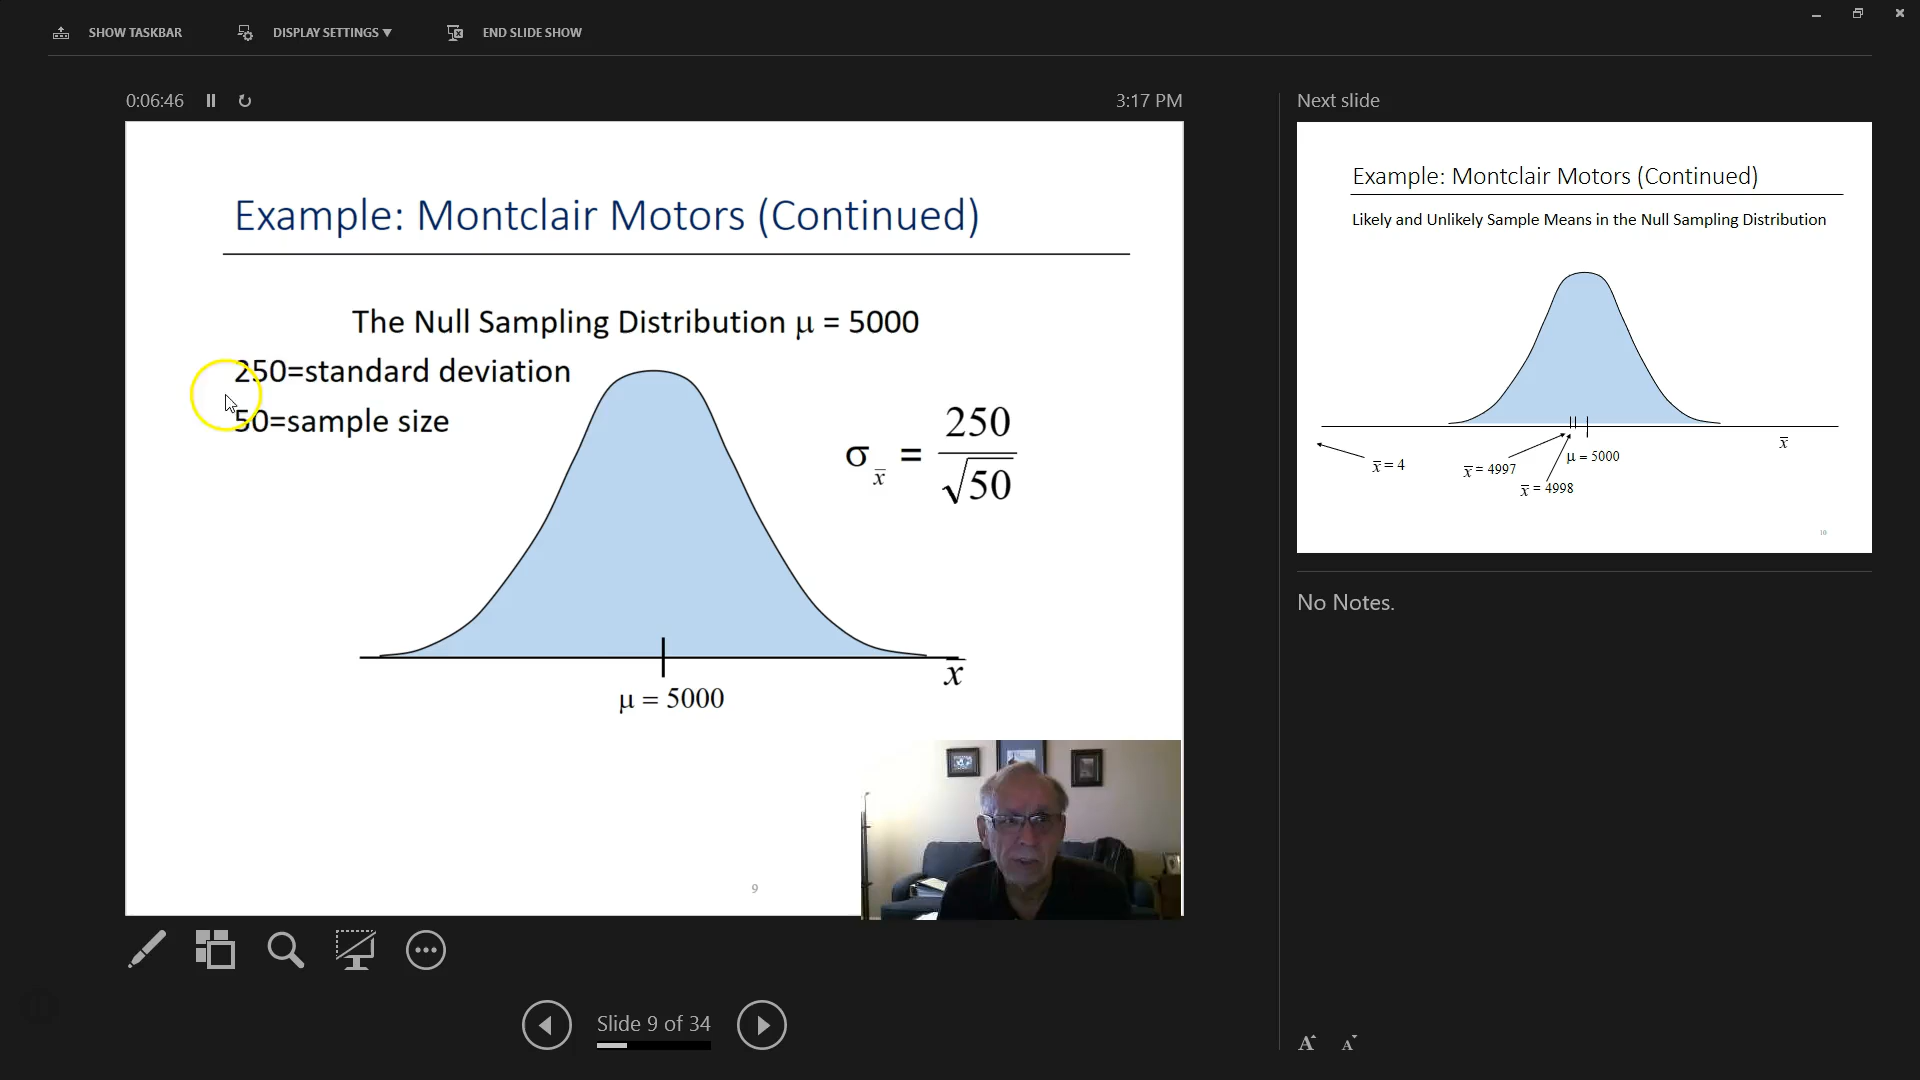 SHOW TASKBAR
DISPLAY SETTINGS ▼
END SLIDE SHOW
0:06:46
3:17 PM
Example: Montclair Motors (Continued)
The Null Sampling Distribution μ = 5000
250=standard deviation
50=sample size
σ x̄ = 250 / √50
x̄
μ = 5000
9
Slide 9 of 34
Next slide
Example: Montclair Motors (Continued)
Likely and Unlikely Sample Means in the Null Sampling Distribution
x̄
μ = 5000
x̄ = 4
x̄ = 4997
x̄ = 4998
10
No Notes.
A A